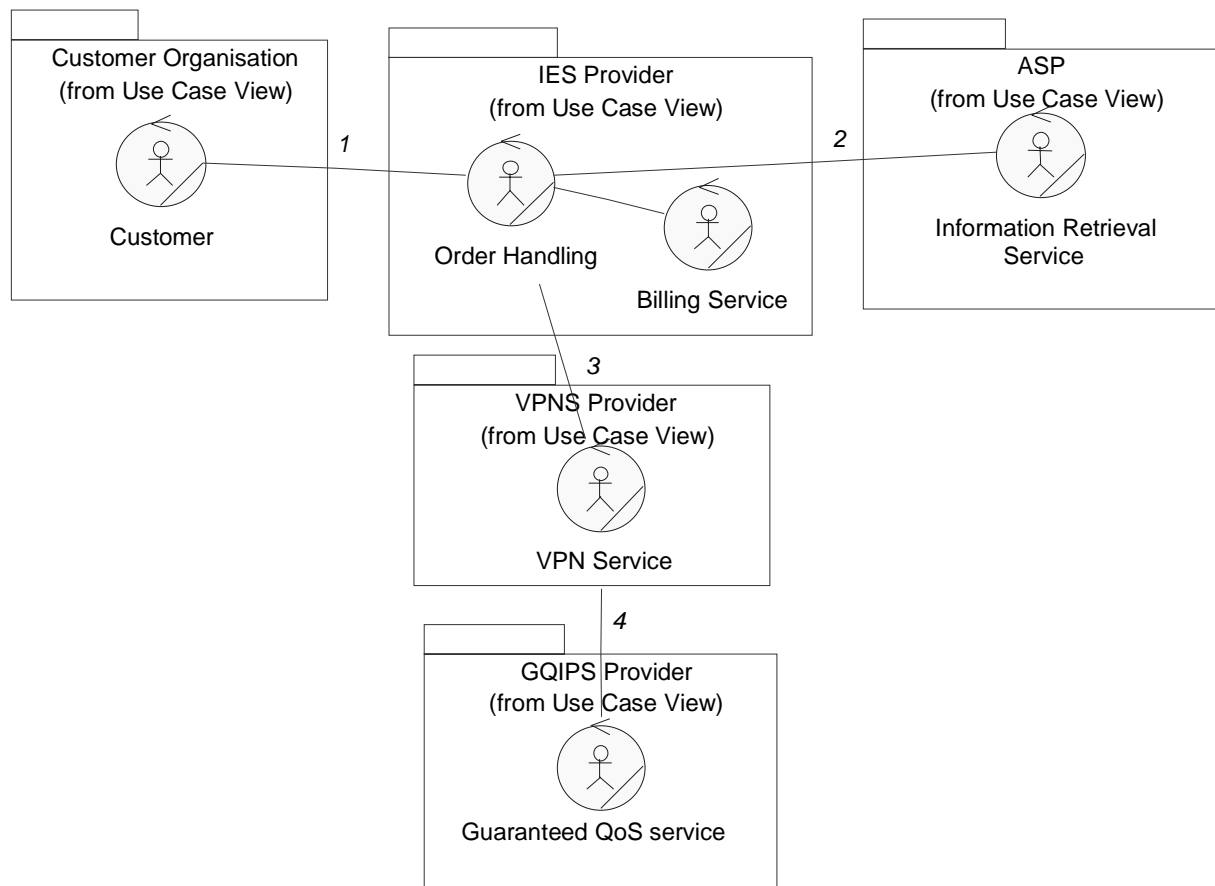 Customer Organisation
(from Use Case View)
Customer
1
IES Provider
(from Use Case View)
Order Handling
Billing Service
2
ASP
(from Use Case View)
Information Retrieval
Service
3
VPNS Provider
(from Use Case View)
VPN Service
4
GQIPS Provider
(from Use Case View)
Guaranteed QoS service